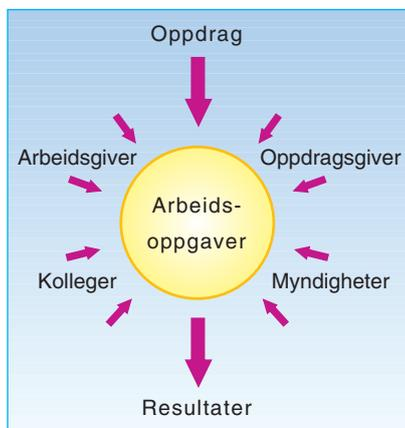 Oppdrag
Arbeidsgiver
Oppdragsgiver
Arbeids-
oppgaver
Kolleger
Myndigheter
Resultater